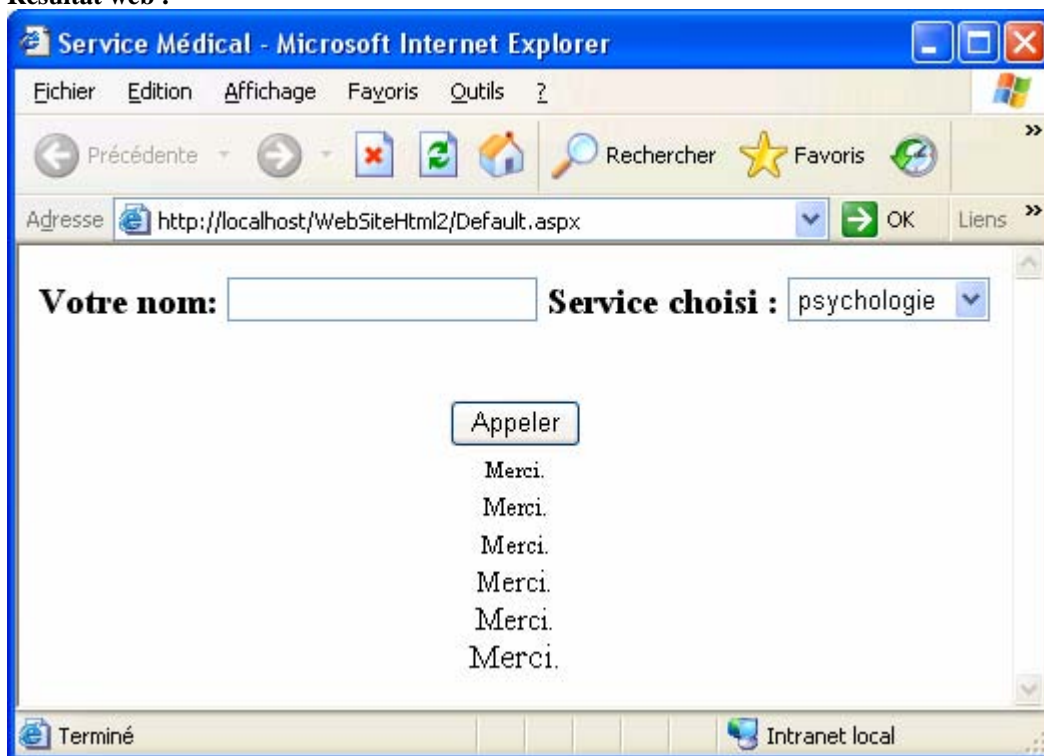 Résultat web :
Service Médical - Microsoft Internet Explorer
Fichier Edition Affichage Favoris Outils ?
Précédente Rechercher Favoris »
Adresse http://localhost/WebSiteHtml2/Default.aspx OK Liens »
Votre nom: Service choisi : psychologie
Appeler
Merci.
Merci.
Merci.
Merci.
Merci.
Merci.
Terminé Intranet local